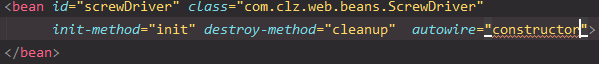 <bean id="screwDriver" class="com.clz.web.beans.ScrewDriver"
init-method="init" destroy-method="cleanup" autowire="constructor">
</bean>